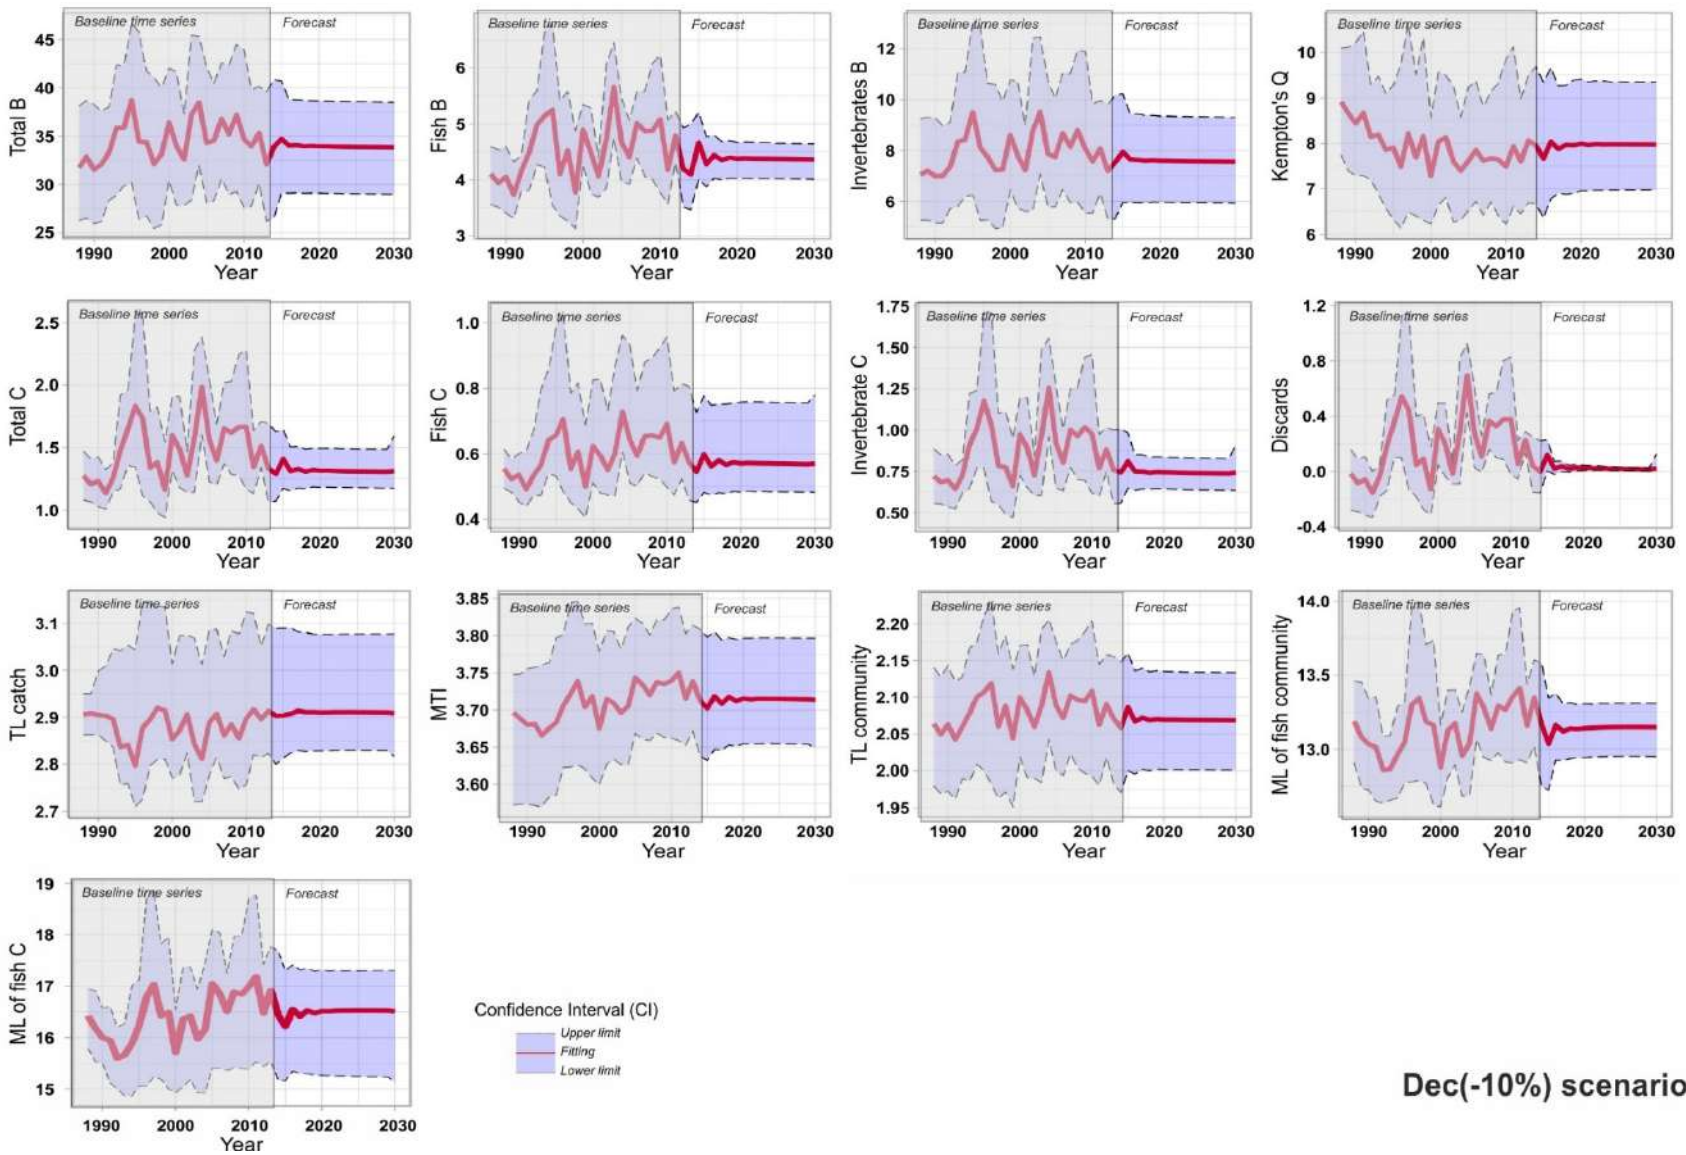 Total B
Baseline time series
Forecast
45
40
35
30
25
1990
2000
2010
2020
2030
Year
Fish B
Baseline time series
Forecast
6
5
4
3
1990
2000
2010
2020
2030
Year
Invertebrates B
Baseline time series
Forecast
12
10
8
6
1990
2000
2010
2020
2030
Year
Kempton's Q
Baseline time series
Forecast
10
9
8
7
6
1990
2000
2010
2020
2030
Year
Total C
Baseline time series
Forecast
2.5
2.0
1.5
1.0
1990
2000
2010
2020
2030
Year
Fish C
Baseline time series
Forecast
1.0
0.8
0.6
0.4
1990
2000
2010
2020
2030
Year
Invertebrate C
Baseline time series
Forecast
1.75
1.50
1.25
1.00
0.75
0.50
1990
2000
2010
2020
2030
Year
Discards
Baseline time series
Forecast
1.2
0.8
0.4
0.0
-0.4
1990
2000
2010
2020
2030
Year
TL catch
Baseline time series
Forecast
3.1
3.0
2.9
2.8
2.7
1990
2000
2010
2020
2030
Year
MTI
Baseline time series
Forecast
3.85
3.80
3.75
3.70
3.65
3.60
1990
2000
2010
2020
2030
Year
TL community
Baseline time series
Forecast
2.20
2.15
2.10
2.05
2.00
1.95
1990
2000
2010
2020
2030
Year
ML of fish community
Baseline time series
Forecast
14.0
13.5
13.0
1990
2000
2010
2020
2030
Year
ML of fish C
Baseline time series
Forecast
19
18
17
16
15
1990
2000
2010
2020
2030
Year
Confidence Interval (CI)
Upper limit
Fitting
Lower limit
Dec(-10%) scenario